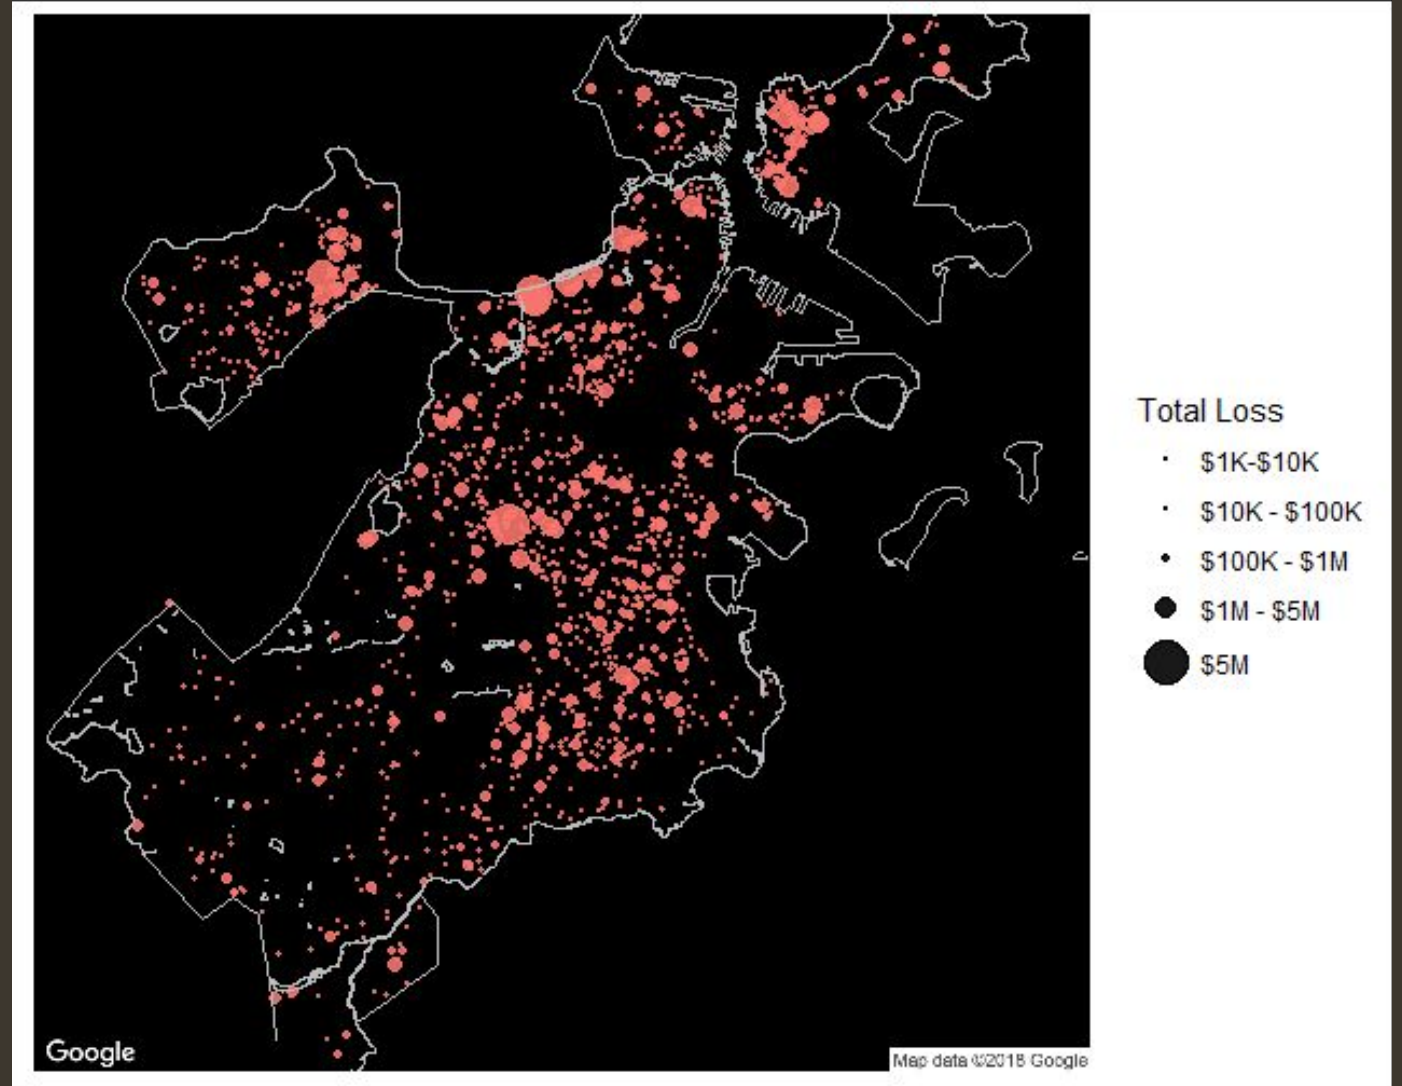 Total Loss
$1K-$10K
$10K - $100K
$100K - $1M
$1M - $5M
$5M
Google
Map data ©2018 Google